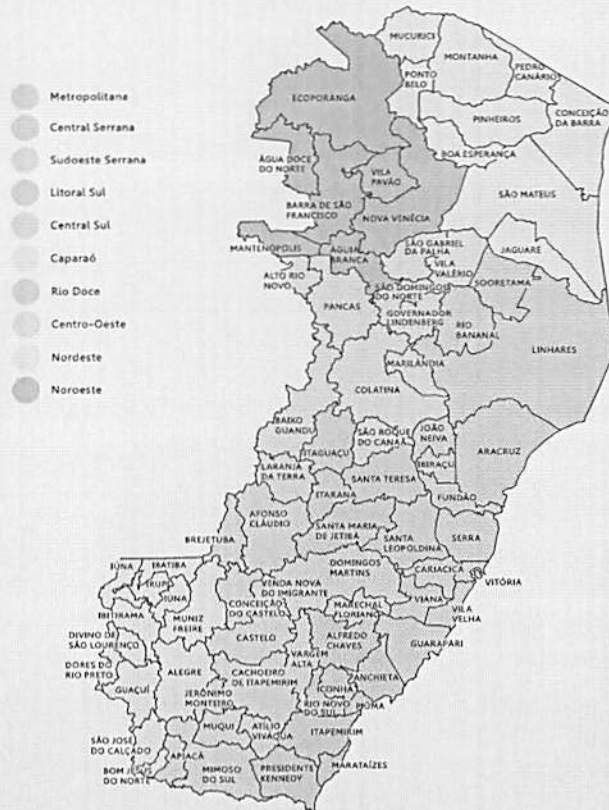 Metropolitana
Central Serrana
Sudoeste Serrana
Litoral Sul
Central Sul
Caparaó
Rio Doce
Centro-Oeste
Nordeste
Noroeste
MUCURICI
MONTANHA
PONTO
BELO
PEDRO
CANÁRIO
ECOPORANGA
PINHEIROS
CONCEIÇÃO
DA BARRA
ÁGUA DOCE
DO NORTE
VILA
PAVÃO
BOA ESPERANÇA
BARRA DE SÃO
FRANCISCO
NOVA VENÉCIA
SÃO MATEUS
MANTENÓPOLIS
ÁGUIA
BRANCA
SÃO GABRIEL
DA PALHA
VILA
VALÉRIO
JAGUARÉ
ALTO RIO
NOVO
SÃO DOMINGOS
DO NORTE
SOORETAMA
PANCAS
GOVERNADOR
LINDENBERG
RIO
BANANAL
LINHARES
MARILÂNDIA
COLATINA
BAIXO
GUANDU
SÃO ROQUE
DO CANAÃ
JOÃO
NEIVA
ARACRUZ
ITAGUAÇU
IBIRAÇU
LARANJA
DA TERRA
SANTA TERESA
ITARANA
FUNDÃO
AFONSO
CLÁUDIO
BREJETUBA
SANTA MARIA
DE JETIBÁ
SANTA
LEOPOLDINA
SERRA
DOMINGOS
MARTINS
CARIACICA
VITÓRIA
IÚNA
IBATIBA
IRUPI
IÚNA
VENDA NOVA
DO IMIGRANTE
VIANA
VILA
VELHA
IBITIRAMA
MUNIZ
FREIRE
CONCEIÇÃO
DO CASTELO
MARECHAL
FLORIANO
DIVINO DE
SÃO LOURENÇO
CASTELO
VARGEM
ALTA
ALFREDO
CHAVES
GUARAPARI
DORES DO
RIO PRETO
GUAÇUÍ
ALEGRE
CACHOEIRO
DE ITAPEMIRIM
ANCHIETA
JERÔNIMO
MONTEIRO
ICONHA
RIO NOVO
DO SUL
PIÚMA
MUQUI
ATÍLIO
VIVÁQUA
ITAPEMIRIM
SÃO JOSÉ
DO CALÇADO
APIACÁ
BOM JESUS
DO NORTE
MIMOSO
DO SUL
PRESIDENTE
KENNEDY
MARATAÍZES